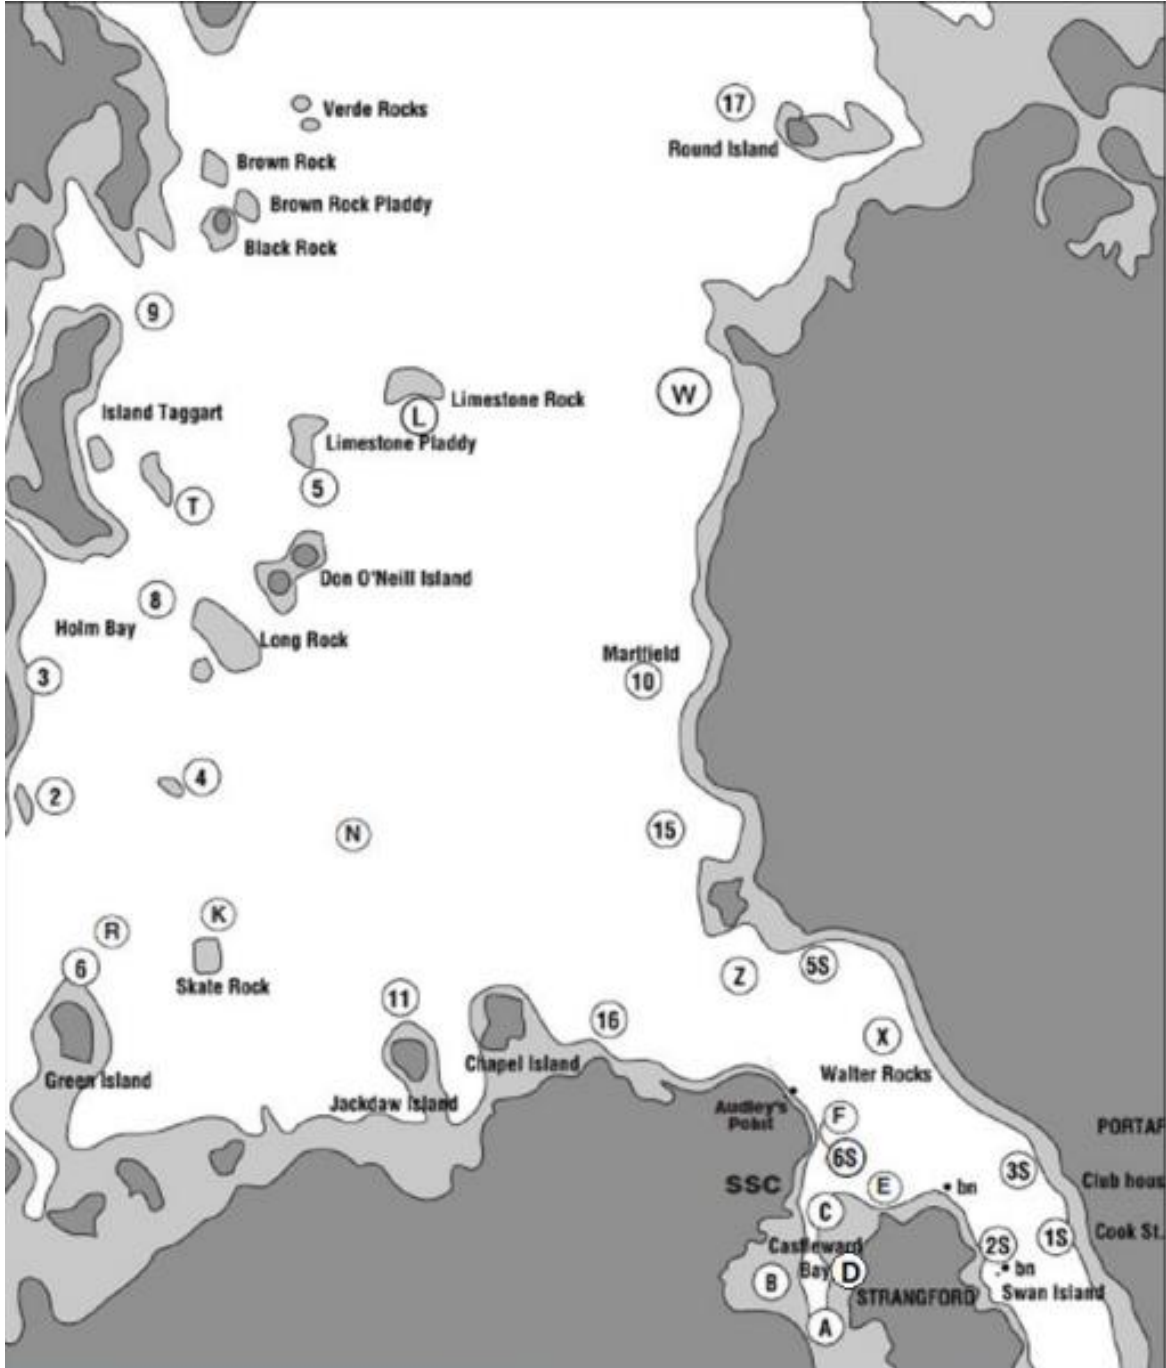 17
Verde Rocks
Round Island
Brown Rock
Brown Rock Pladdy
Black Rock
9
W
Limestone Rock
Island Taggart
L
Limestone Pladdy
5
T
Don O'Neill Island
8
Holm Bay
Long Rock
Marlfield
3
10
4
2
15
N
K
R
6
5S
Z
Skate Rock
11
16
X
Chapel Island
Walter Rocks
Green Island
Jackdaw Island
Audley's
Point
F
PORTAF
6S
3S
SSC
E
bn
Club hous
C
1S
Cook St.
2S
Castleward
Bay
D
bn
B
Swan Island
STRANGFORD
A